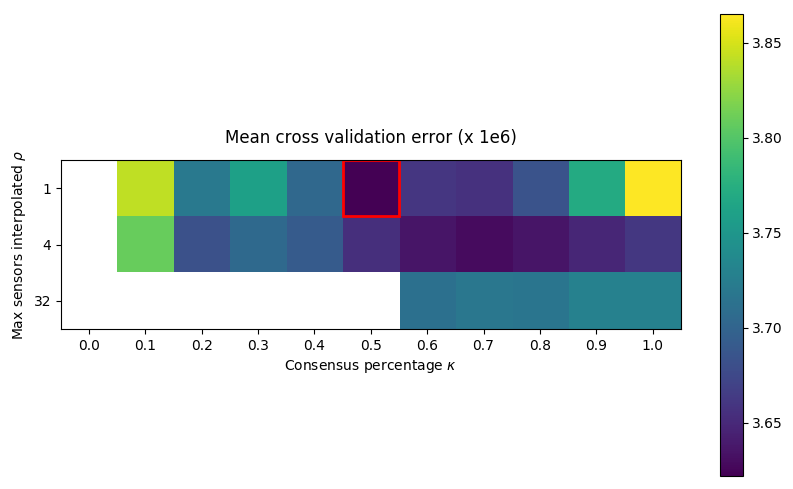 Mean cross validation error (x 1e6)
Max sensors interpolated ρ
1
4
32
0.0 0.1 0.2 0.3 0.4 0.5 0.6 0.7 0.8 0.9 1.0
Consensus percentage κ
3.85
3.80
3.75
3.70
3.65